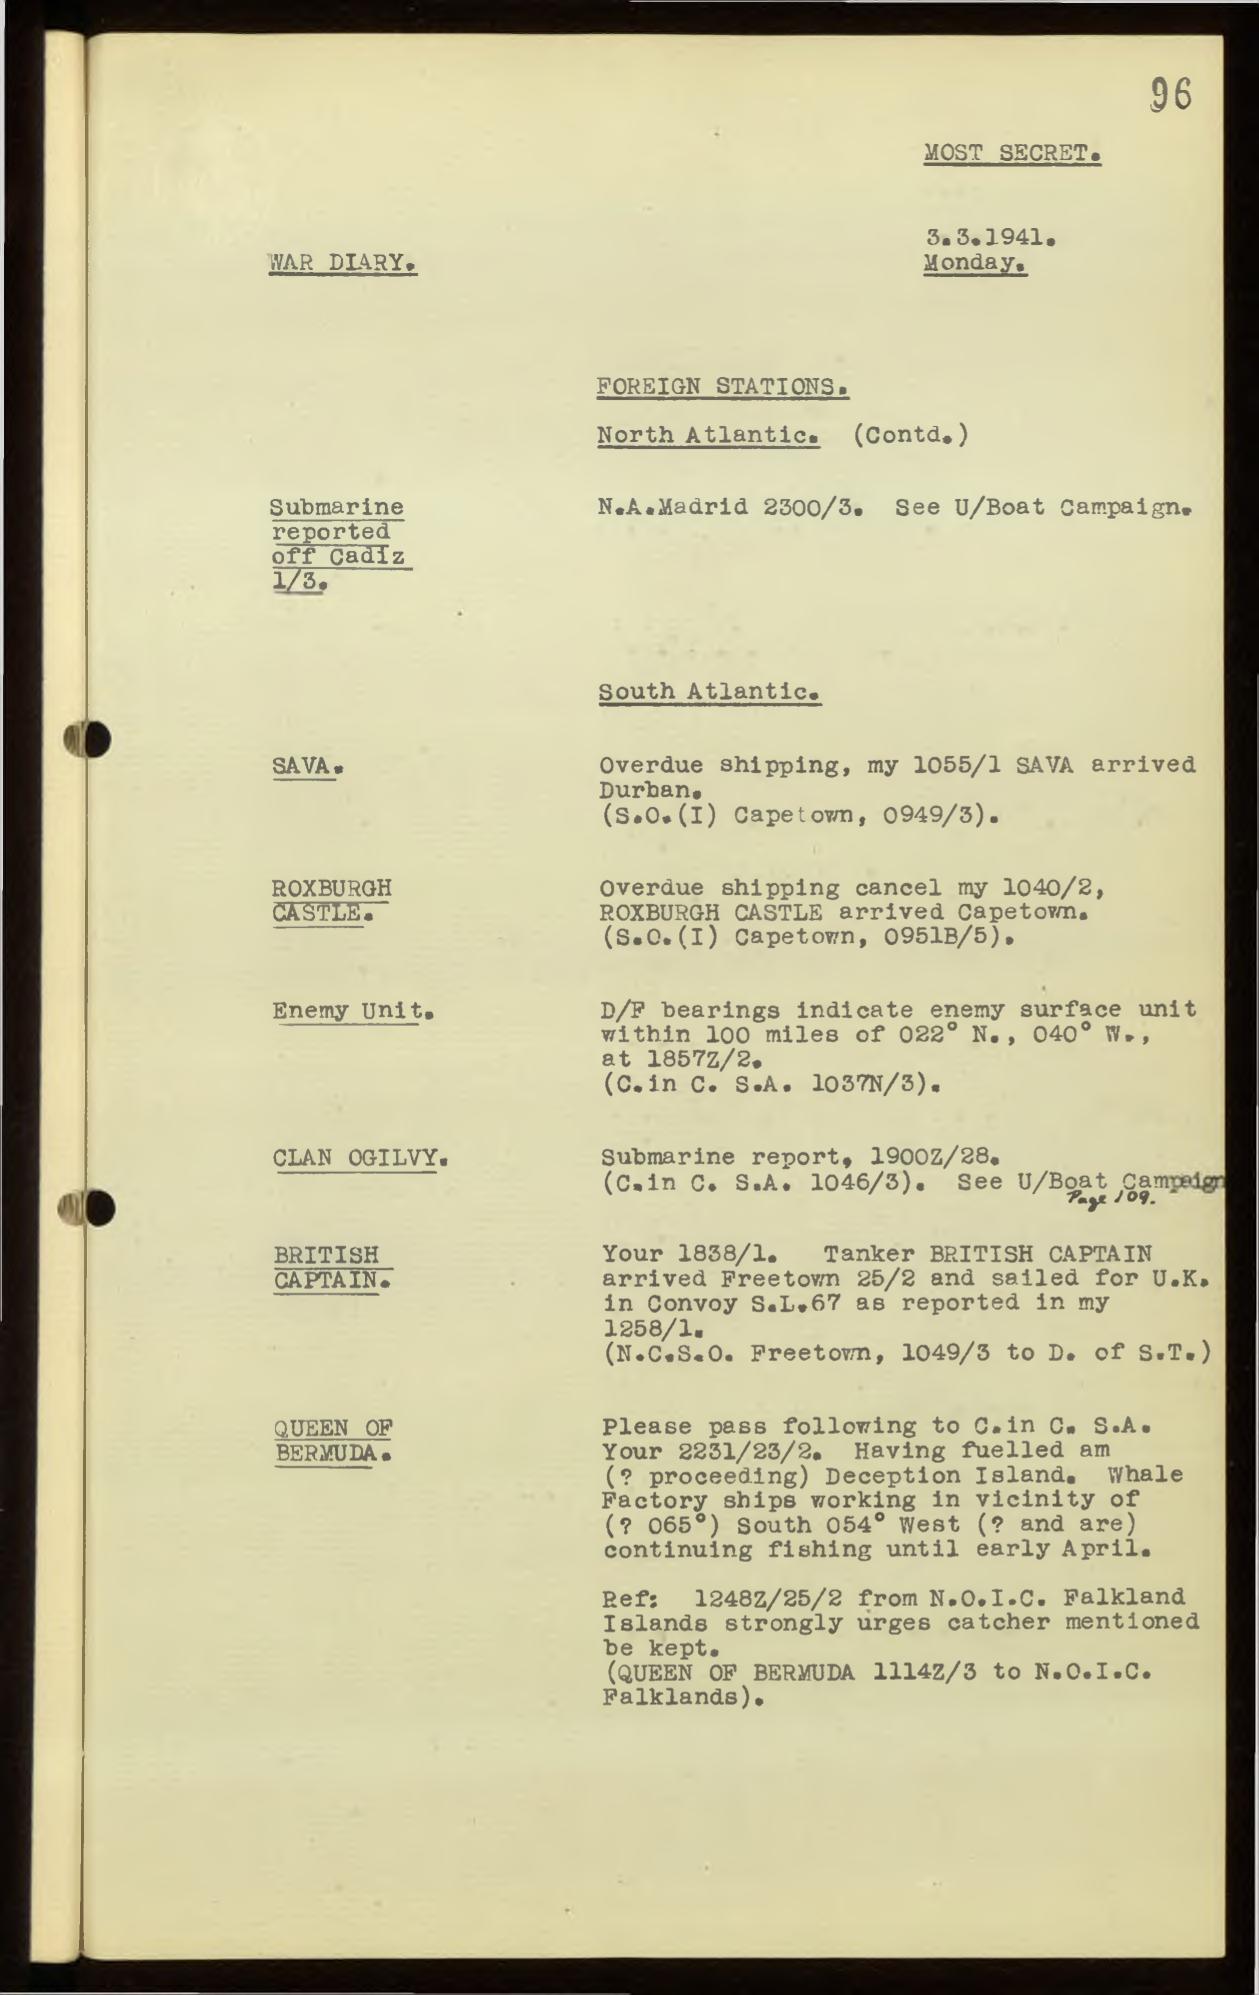 96
MOST SECRET.
3.3.1941.
WAR DIARY.
Monday.
FOREIGN STATIONS.
North Atlantic. (Contd.)
Submarine
reported
off Cadiz
1/3.
N.A.Madrid 2300/3. See U/Boat Campaign.
South Atlantic.
SAVA.
Overdue shipping, my 1055/1 SAVA arrived
Durban.
(S.O.(I) Capetown, 0949/3).
ROXBURGH
CASTLE.
Overdue shipping cancel my 1040/2,
ROXBURGH CASTLE arrived Capetown.
(S.O.(I) Capetown, 0951B/5).
Enemy Unit.
D/F bearings indicate enemy surface unit
within 100 miles of 022° N., 040° W.,
at 1857Z/2.
(C.in C. S.A. 1037N/3).
CLAN OGILVY.
Submarine report, 1900Z/28.
(C.in C. S.A. 1046/3). See U/Boat Campaign
Page 109.
BRITISH
CAPTAIN.
Your 1838/1. Tanker BRITISH CAPTAIN
arrived Freetown 25/2 and sailed for U.K.
in Convoy S.L.67 as reported in my
1258/1.
(N.C.S.O. Freetown, 1049/3 to D. of S.T.)
QUEEN OF
BERMUDA.
Please pass following to C.in C. S.A.
Your 2231/23/2. Having fuelled am
(? proceeding) Deception Island. Whale
Factory ships working in vicinity of
(? 065°) South 054° West (? and are)
continuing fishing until early April.
Ref: 1248Z/25/2 from N.O.I.C. Falkland
Islands strongly urges catcher mentioned
be kept.
(QUEEN OF BERMUDA 1114Z/3 to N.O.I.C.
Falklands).